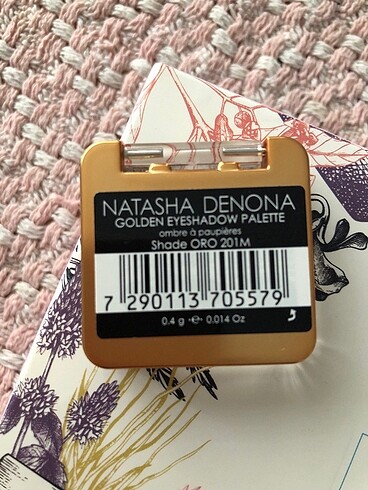 NATASHA DENONA
GOLDEN EYESHADOW PALETTE
ombre à paupières
Shade ORO 201M
7 290113 705579
0.4 g ℮ 0.014 Oz